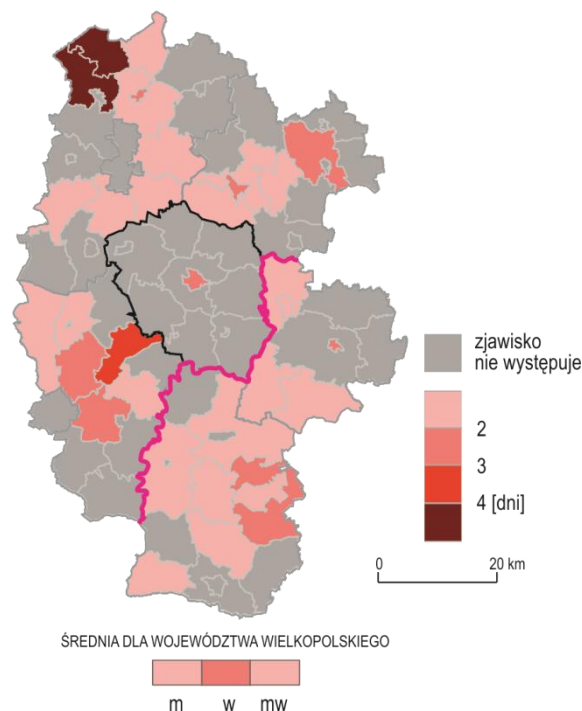 zjawisko
nie występuje
2
3
4 [dni]
0
20 km
ŚREDNIA DLA WOJEWÓDZTWA WIELKOPOLSKIEGO
m w mw